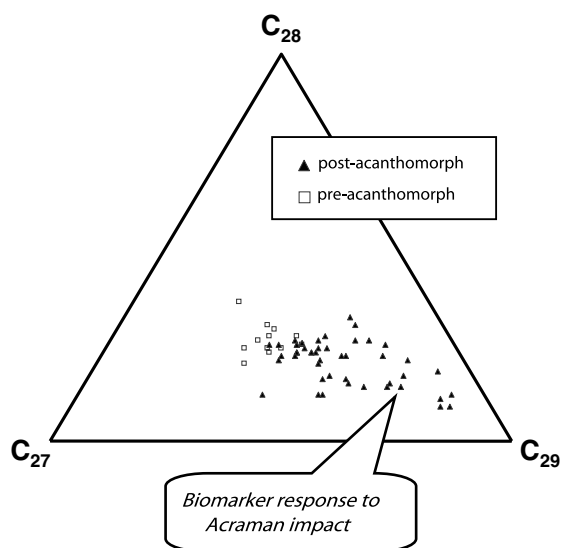 C28
post-acanthomorph
pre-acanthomorph
C27
C29
Biomarker response to
Acraman impact